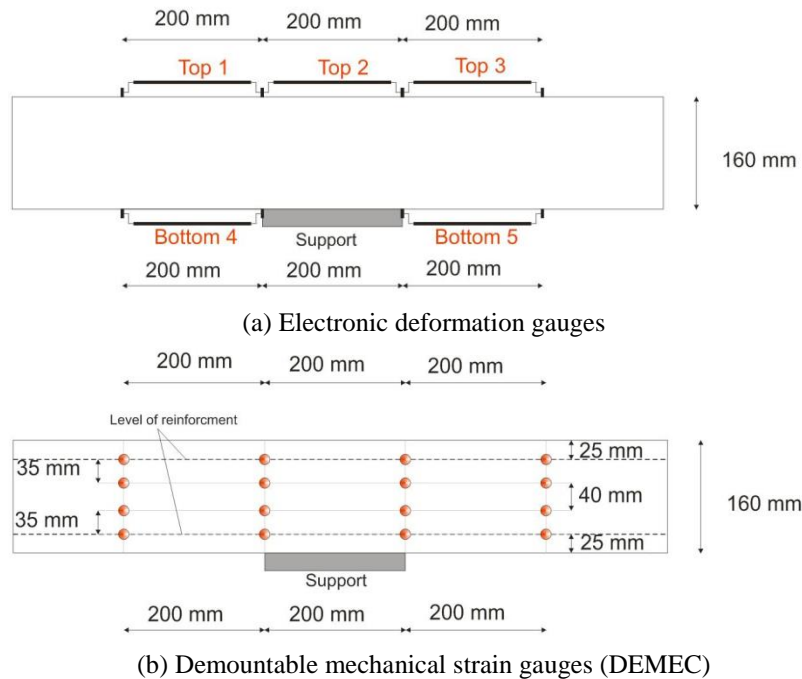 200 mm 200 mm 200 mm
Top 1 Top 2 Top 3
160 mm
Bottom 4 Support Bottom 5
200 mm 200 mm 200 mm
(a) Electronic deformation gauges
200 mm 200 mm 200 mm
Level of reinforcment
25 mm
35 mm
40 mm
160 mm
35 mm
25 mm
Support
200 mm 200 mm 200 mm
(b) Demountable mechanical strain gauges (DEMEC)